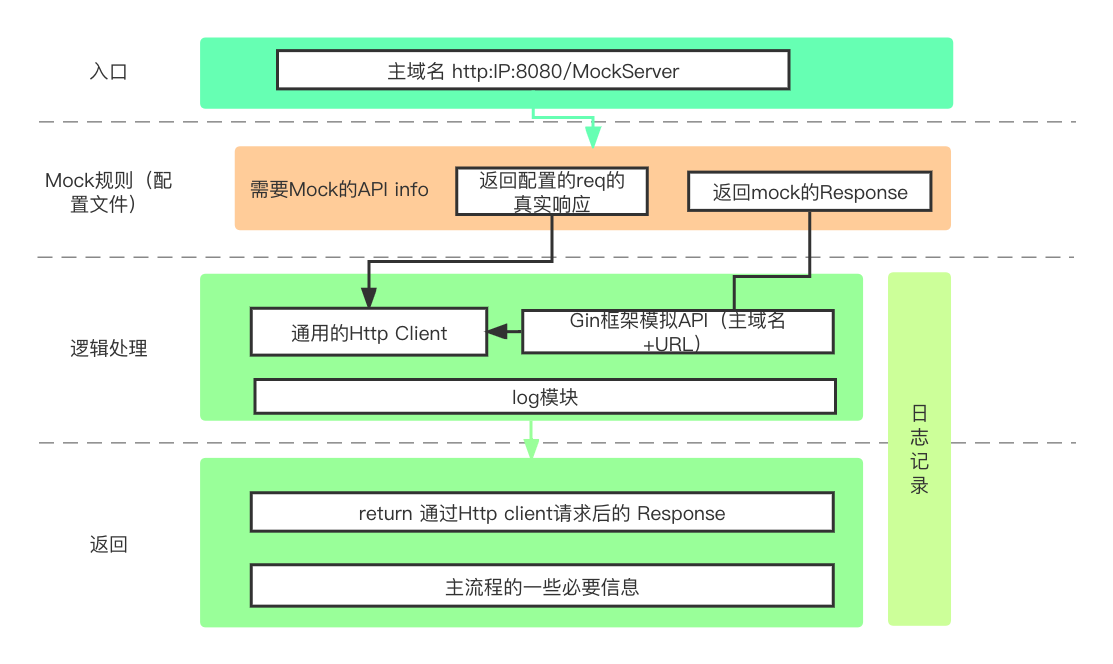 入口
主域名 http:IP:8080/MockServer
Mock规则（配
置文件）
需要Mock的API info
返回配置的req的
真实响应
返回mock的Response
逻辑处理
通用的Http Client
Gin框架模拟API（主域名
+URL）
log模块
日
志
记
录
返回
return 通过Http client请求后的 Response
主流程的一些必要信息